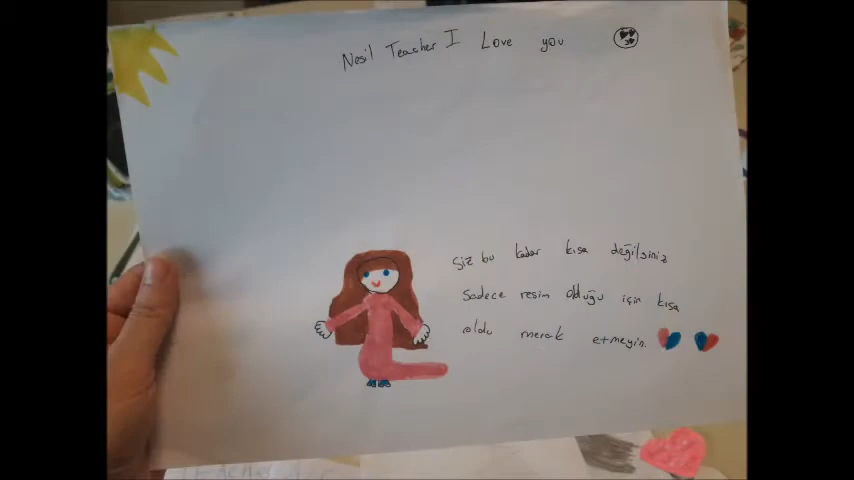 Nesil Teacher I Love you
Siz bu kadar kısa değilsiniz
Sadece resim olduğu için kısa
oldu merak etmeyin.